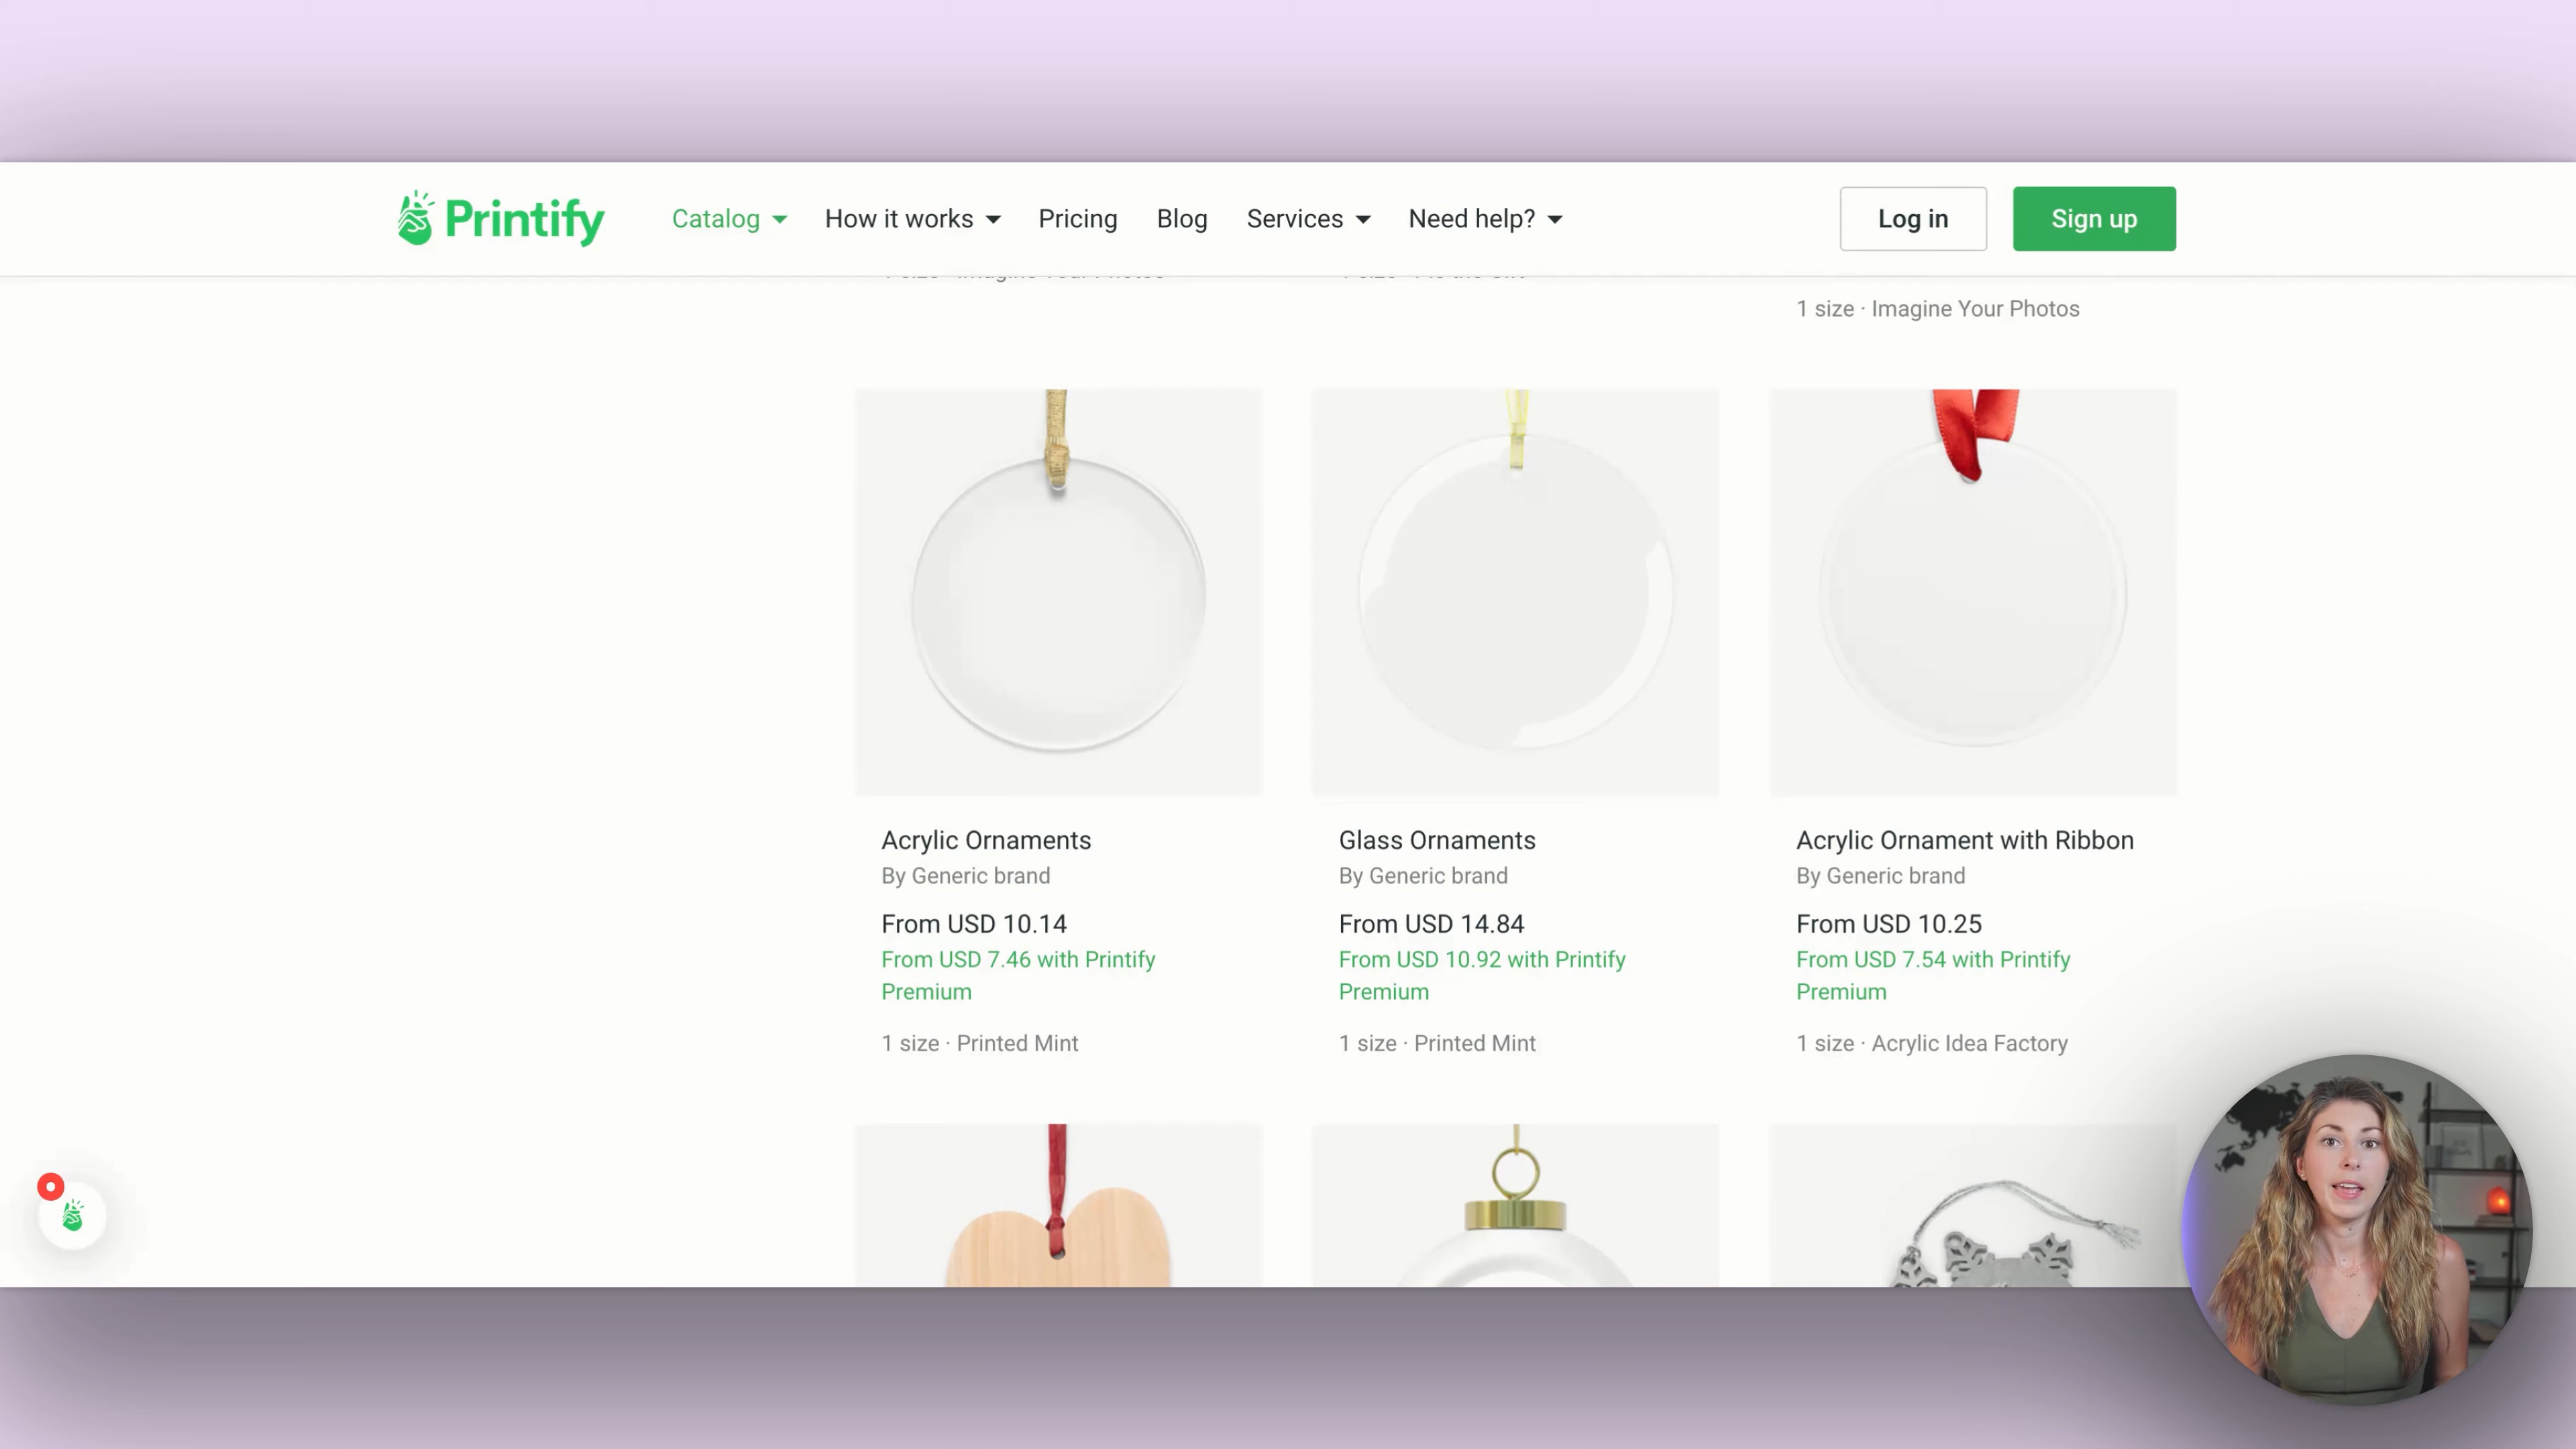 Printify
Catalog
How it works
Pricing
Blog
Services
Need help?
Log in
Sign up
1 size · Imagine Your Photos
Acrylic Ornaments
By Generic brand
From USD 10.14
From USD 7.46 with Printify
Premium
1 size · Printed Mint
Glass Ornaments
By Generic brand
From USD 14.84
From USD 10.92 with Printify
Premium
1 size · Printed Mint
Acrylic Ornament with Ribbon
By Generic brand
From USD 10.25
From USD 7.54 with Printify
Premium
1 size · Acrylic Idea Factory